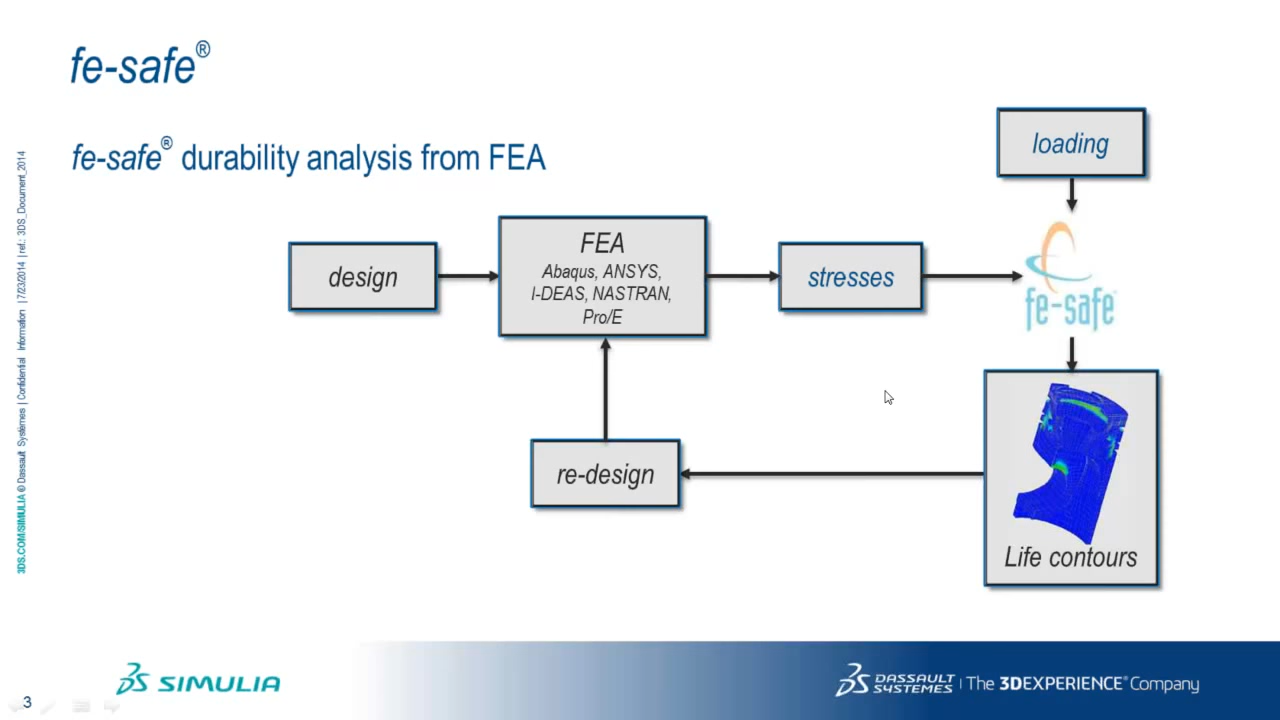 fe-safe®
fe-safe® durability analysis from FEA
loading
design
FEA
Abaqus, ANSYS,
I-DEAS, NASTRAN,
Pro/E
stresses
fe-safe™
re-design
Life contours
3DS.COM/SIMULIA © Dassault Systèmes | Confidential Information | 7/23/2014 | ref.: 3DS_Document_2014
3
SIMULIA
DASSAULT
SYSTEMES | The 3DEXPERIENCE® Company